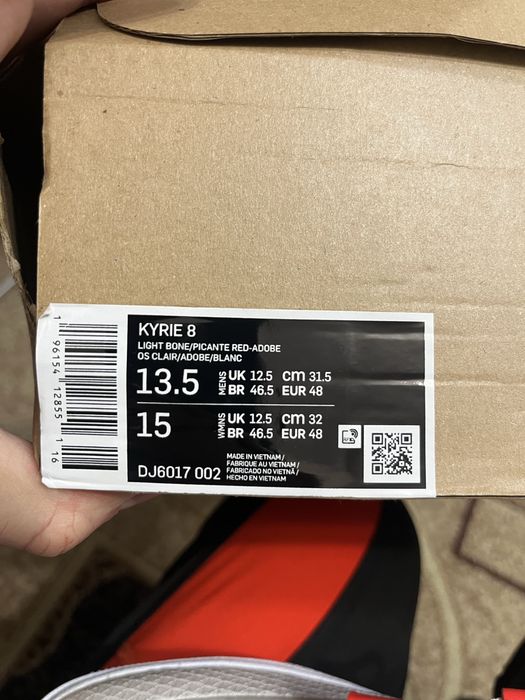 KYRIE 8
LIGHT BONE/PICANTE RED-ADOBE
OS CLAIR/ADOBE/BLANC
13.5 MENS UK 12.5 CM 31.5
BR 46.5 EUR 48
15 WMNS UK 12.5 CM 32
BR 46.5 EUR 48
DJ6017 002
MADE IN VIETNAM/
FABRIQUE AU VIETNAM/
FABRICADO NO VIETNÃ/
HECHO EN VIETNAM
1 96154 12855 1 16